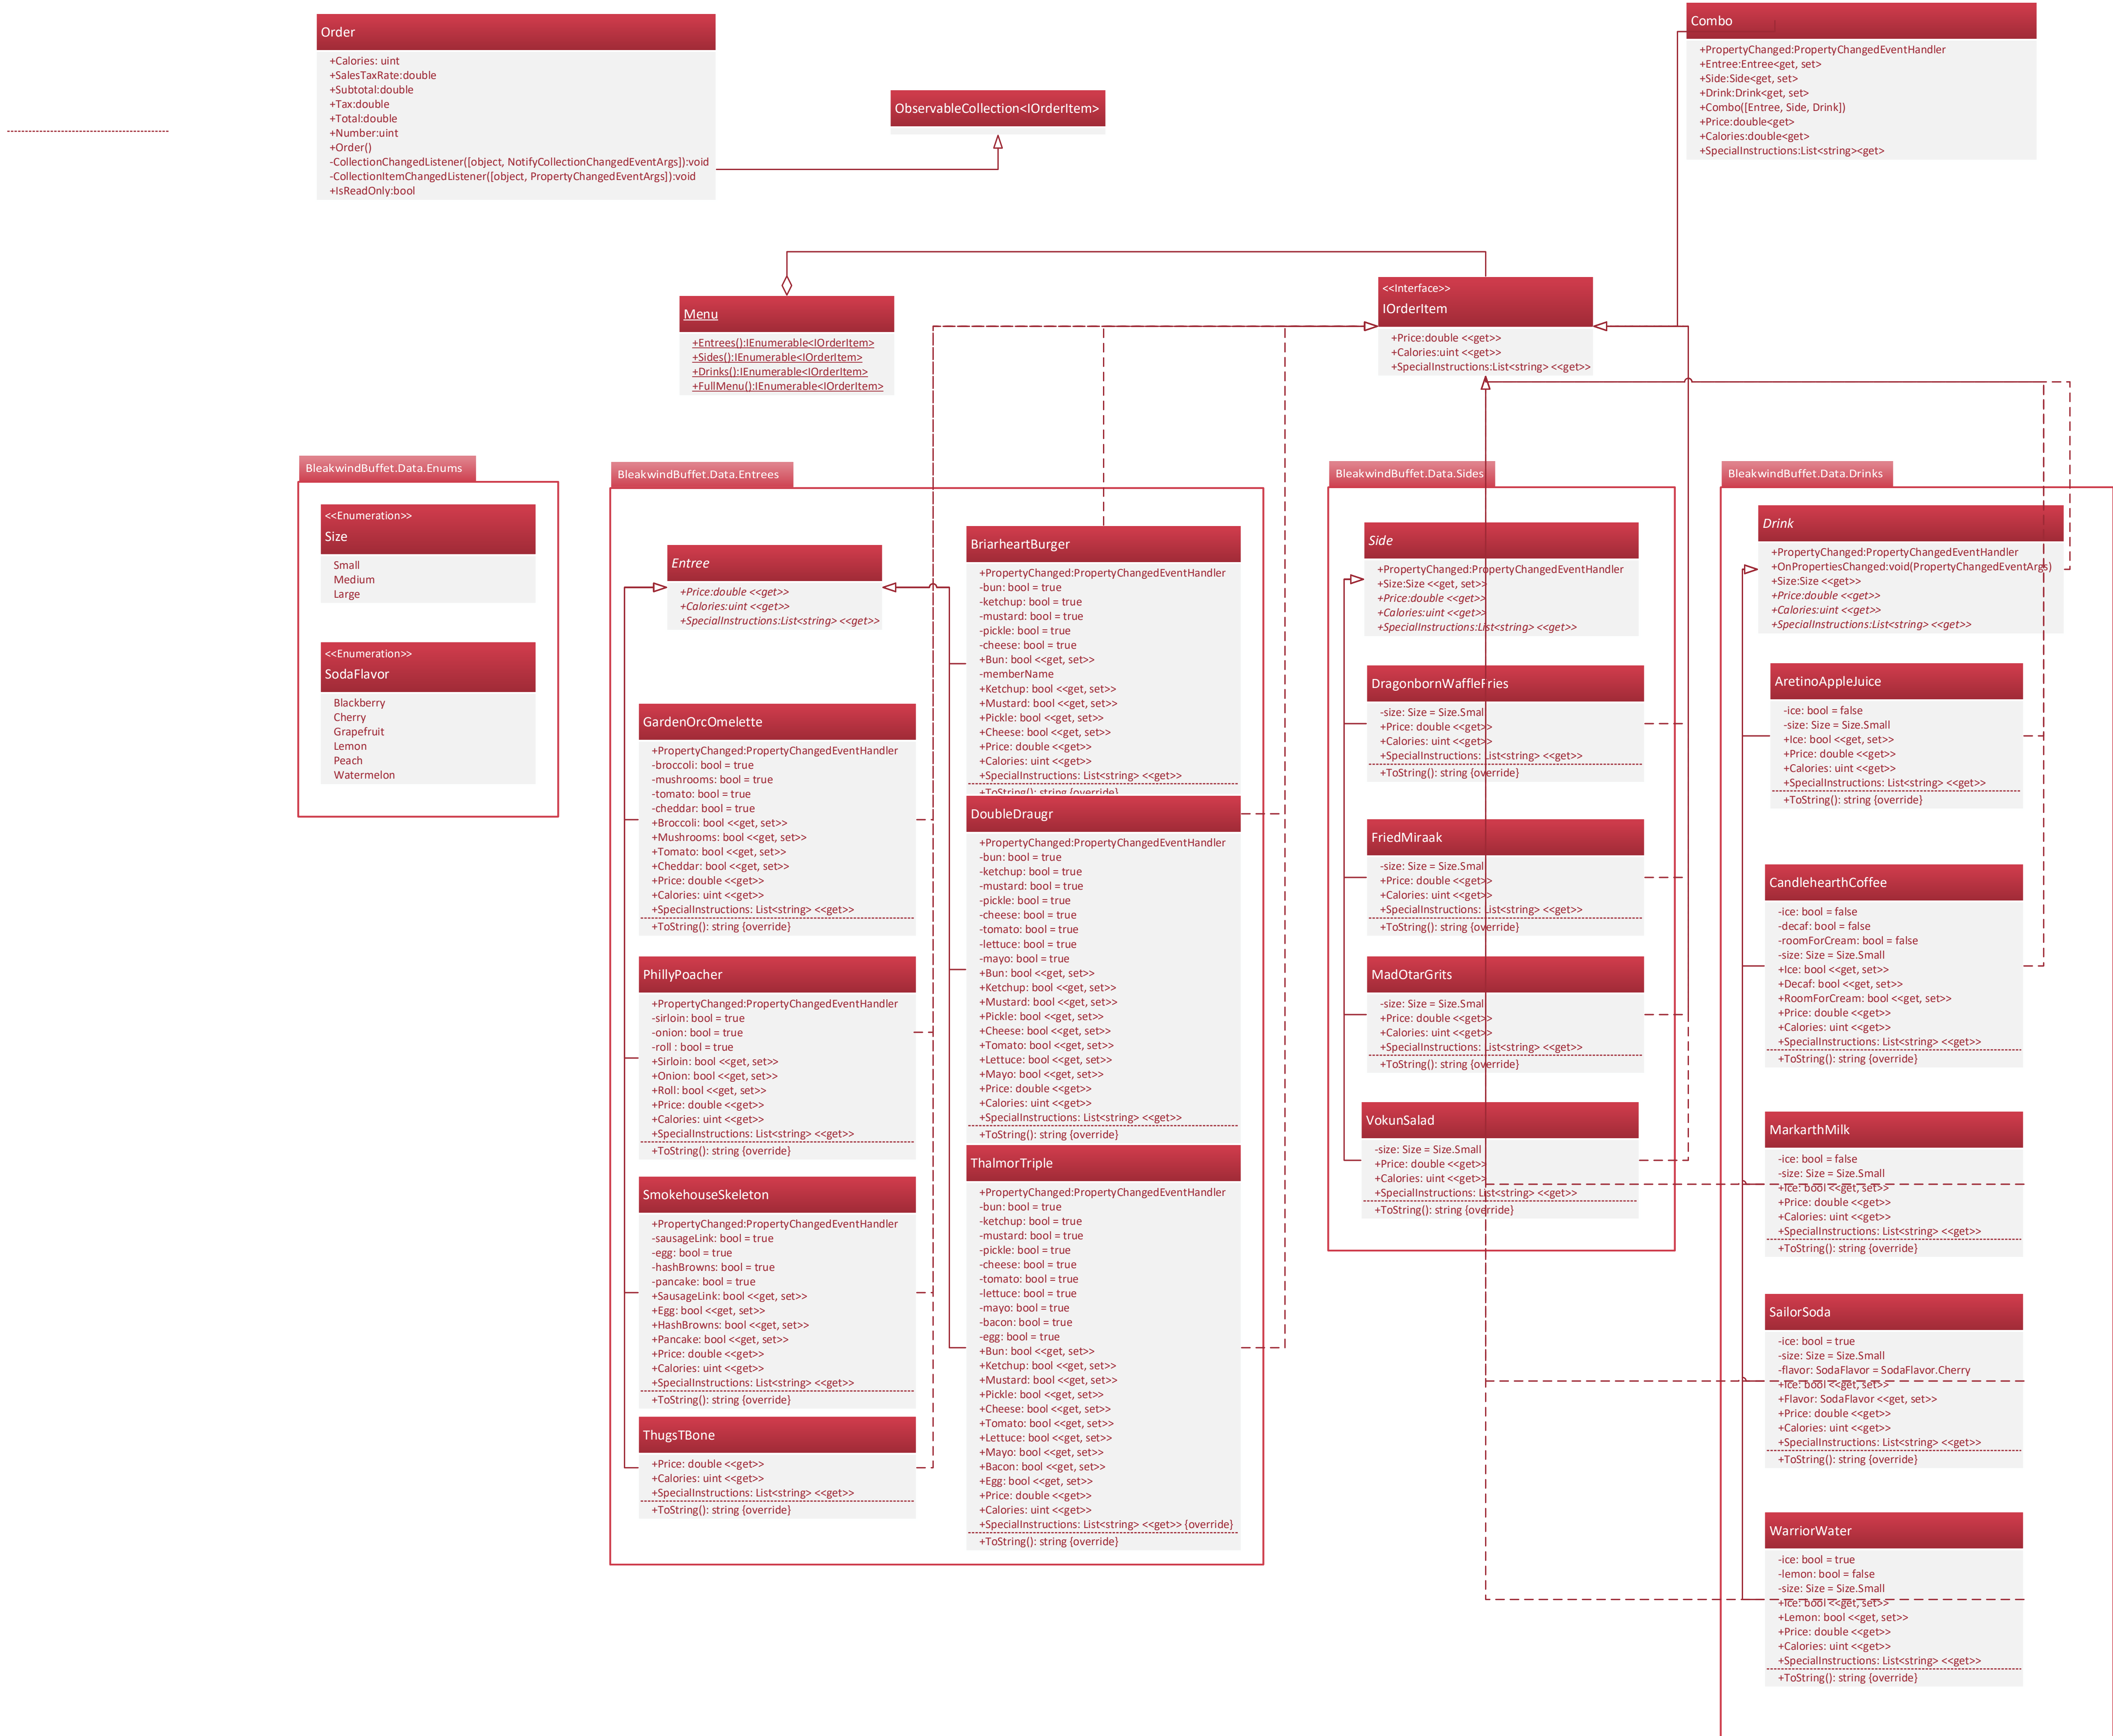 Order
+Calories: uint
+SalesTaxRate:double
+Subtotal:double
+Tax:double
+Total:double
+Number:uint
+Order()
-CollectionChangedListener([object, NotifyCollectionChangedEventArgs]):void
-CollectionItemChangedListener([object, PropertyChangedEventArgs]):void
+IsReadOnly:bool
ObservableCollection<IOrderItem>
Combo
+PropertyChanged:PropertyChangedEventHandler
+Entree:Entree<get, set>
+Side:Side<get, set>
+Drink:Drink<get, set>
+Combo([Entree, Side, Drink])
+Price:double<get>
+Calories:double<get>
+SpecialInstructions:List<string><get>
Menu
+Entrees():IEnumerable<IOrderItem>
+Sides():IEnumerable<IOrderItem>
+Drinks():IEnumerable<IOrderItem>
+FullMenu():IEnumerable<IOrderItem>
<<Interface>>
IOrderItem
+Price:double <<get>>
+Calories:uint <<get>>
+SpecialInstructions:List<string> <<get>>
BleakwindBuffet.Data.Enums
<<Enumeration>>
Size
Small
Medium
Large
<<Enumeration>>
SodaFlavor
Blackberry
Cherry
Grapefruit
Lemon
Peach
Watermelon
BleakwindBuffet.Data.Entrees
Entree
+Price:double <<get>>
+Calories:uint <<get>>
+SpecialInstructions:List<string> <<get>>
GardenOrcOmelette
+PropertyChanged:PropertyChangedEventHandler
-broccoli: bool = true
-mushrooms: bool = true
-tomato: bool = true
-cheddar: bool = true
+Broccoli: bool <<get, set>>
+Mushrooms: bool <<get, set>>
+Tomato: bool <<get, set>>
+Cheddar: bool <<get, set>>
+Price: double <<get>>
+Calories: uint <<get>>
+SpecialInstructions: List<string> <<get>>
+ToString(): string {override}
PhillyPoacher
+PropertyChanged:PropertyChangedEventHandler
-sirloin: bool = true
-onion: bool = true
-roll : bool = true
+Sirloin: bool <<get, set>>
+Onion: bool <<get, set>>
+Roll: bool <<get, set>>
+Price: double <<get>>
+Calories: uint <<get>>
+SpecialInstructions: List<string> <<get>>
+ToString(): string {override}
SmokehouseSkeleton
+PropertyChanged:PropertyChangedEventHandler
-sausageLink: bool = true
-egg: bool = true
-hashBrowns: bool = true
-pancake: bool = true
+SausageLink: bool <<get, set>>
+Egg: bool <<get, set>>
+HashBrowns: bool <<get, set>>
+Pancake: bool <<get, set>>
+Price: double <<get>>
+Calories: uint <<get>>
+SpecialInstructions: List<string> <<get>>
+ToString(): string {override}
ThugsTBone
+Price: double <<get>>
+Calories: uint <<get>>
+SpecialInstructions: List<string> <<get>>
+ToString(): string {override}
BriarheartBurger
+PropertyChanged:PropertyChangedEventHandler
-bun: bool = true
-ketchup: bool = true
-mustard: bool = true
-pickle: bool = true
-cheese: bool = true
+Bun: bool <<get, set>>
-memberName
+Ketchup: bool <<get, set>>
+Mustard: bool <<get, set>>
+Pickle: bool <<get, set>>
+Cheese: bool <<get, set>>
+Price: double <<get>>
+Calories: uint <<get>>
+SpecialInstructions: List<string> <<get>>
+ToString(): string {override}
DoubleDraugr
+PropertyChanged:PropertyChangedEventHandler
-bun: bool = true
-ketchup: bool = true
-mustard: bool = true
-pickle: bool = true
-cheese: bool = true
-tomato: bool = true
-lettuce: bool = true
-mayo: bool = true
+Bun: bool <<get, set>>
+Ketchup: bool <<get, set>>
+Mustard: bool <<get, set>>
+Pickle: bool <<get, set>>
+Cheese: bool <<get, set>>
+Tomato: bool <<get, set>>
+Lettuce: bool <<get, set>>
+Mayo: bool <<get, set>>
+Price: double <<get>>
+Calories: uint <<get>>
+SpecialInstructions: List<string> <<get>>
+ToString(): string {override}
ThalmorTriple
+PropertyChanged:PropertyChangedEventHandler
-bun: bool = true
-ketchup: bool = true
-mustard: bool = true
-pickle: bool = true
-cheese: bool = true
-tomato: bool = true
-lettuce: bool = true
-mayo: bool = true
-bacon: bool = true
-egg: bool = true
+Bun: bool <<get, set>>
+Ketchup: bool <<get, set>>
+Mustard: bool <<get, set>>
+Pickle: bool <<get, set>>
+Cheese: bool <<get, set>>
+Tomato: bool <<get, set>>
+Lettuce: bool <<get, set>>
+Mayo: bool <<get, set>>
+Bacon: bool <<get, set>>
+Egg: bool <<get, set>>
+Price: double <<get>>
+Calories: uint <<get>>
+SpecialInstructions: List<string> <<get>> {override}
+ToString(): string {override}
BleakwindBuffet.Data.Sides
Side
+PropertyChanged:PropertyChangedEventHandler
+Size:Size <<get, set>>
+Price:double <<get>>
+Calories:uint <<get>>
+SpecialInstructions:List<string> <<get>>
DragonbornWaffleFries
-size: Size = Size.Small
+Price: double <<get>>
+Calories: uint <<get>>
+SpecialInstructions: List<string> <<get>>
+ToString(): string {override}
FriedMiraak
-size: Size = Size.Small
+Price: double <<get>>
+Calories: uint <<get>>
+SpecialInstructions: List<string> <<get>>
+ToString(): string {override}
MadOtarGrits
-size: Size = Size.Small
+Price: double <<get>>
+Calories: uint <<get>>
+SpecialInstructions: List<string> <<get>>
+ToString(): string {override}
VokunSalad
-size: Size = Size.Small
+Price: double <<get>>
+Calories: uint <<get>>
+SpecialInstructions: List<string> <<get>>
+ToString(): string {override}
BleakwindBuffet.Data.Drinks
Drink
+PropertyChanged:PropertyChangedEventHandler
+OnPropertiesChanged:void(PropertyChangedEventArgs)
+Size:Size <<get>>
+Price:double <<get>>
+Calories:uint <<get>>
+SpecialInstructions:List<string> <<get>>
AretinoAppleJuice
-ice: bool = false
-size: Size = Size.Small
+Ice: bool <<get, set>>
+Price: double <<get>>
+Calories: uint <<get>>
+SpecialInstructions: List<string> <<get>>
+ToString(): string {override}
CandlehearthCoffee
-ice: bool = false
-decaf: bool = false
-roomForCream: bool = false
-size: Size = Size.Small
+Ice: bool <<get, set>>
+Decaf: bool <<get, set>>
+RoomForCream: bool <<get, set>>
+Price: double <<get>>
+Calories: uint <<get>>
+SpecialInstructions: List<string> <<get>>
+ToString(): string {override}
MarkarthMilk
-ice: bool = false
-size: Size = Size.Small
+Ice: bool <<get, set>>
+Price: double <<get>>
+Calories: uint <<get>>
+SpecialInstructions: List<string> <<get>>
+ToString(): string {override}
SailorSoda
-ice: bool = true
-size: Size = Size.Small
-flavor: SodaFlavor = SodaFlavor.Cherry
+Ice: bool <<get, set>>
+Flavor: SodaFlavor <<get, set>>
+Price: double <<get>>
+Calories: uint <<get>>
+SpecialInstructions: List<string> <<get>>
+ToString(): string {override}
WarriorWater
-ice: bool = true
-lemon: bool = false
-size: Size = Size.Small
+Ice: bool <<get, set>>
+Lemon: bool <<get, set>>
+Price: double <<get>>
+Calories: uint <<get>>
+SpecialInstructions: List<string> <<get>>
+ToString(): string {override}